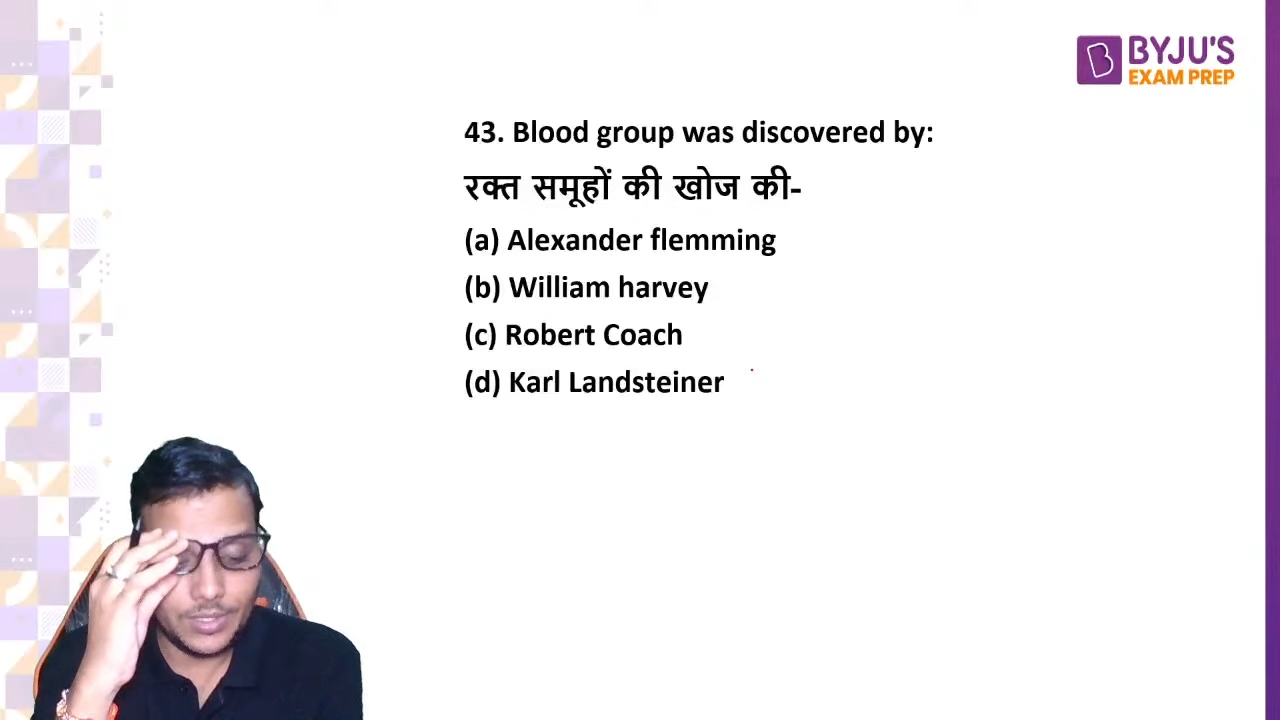 BYJU'S
EXAM PREP
43. Blood group was discovered by:
रक्त समूहों की खोज की-
(a) Alexander flemming
(b) William harvey
(c) Robert Coach
(d) Karl Landsteiner